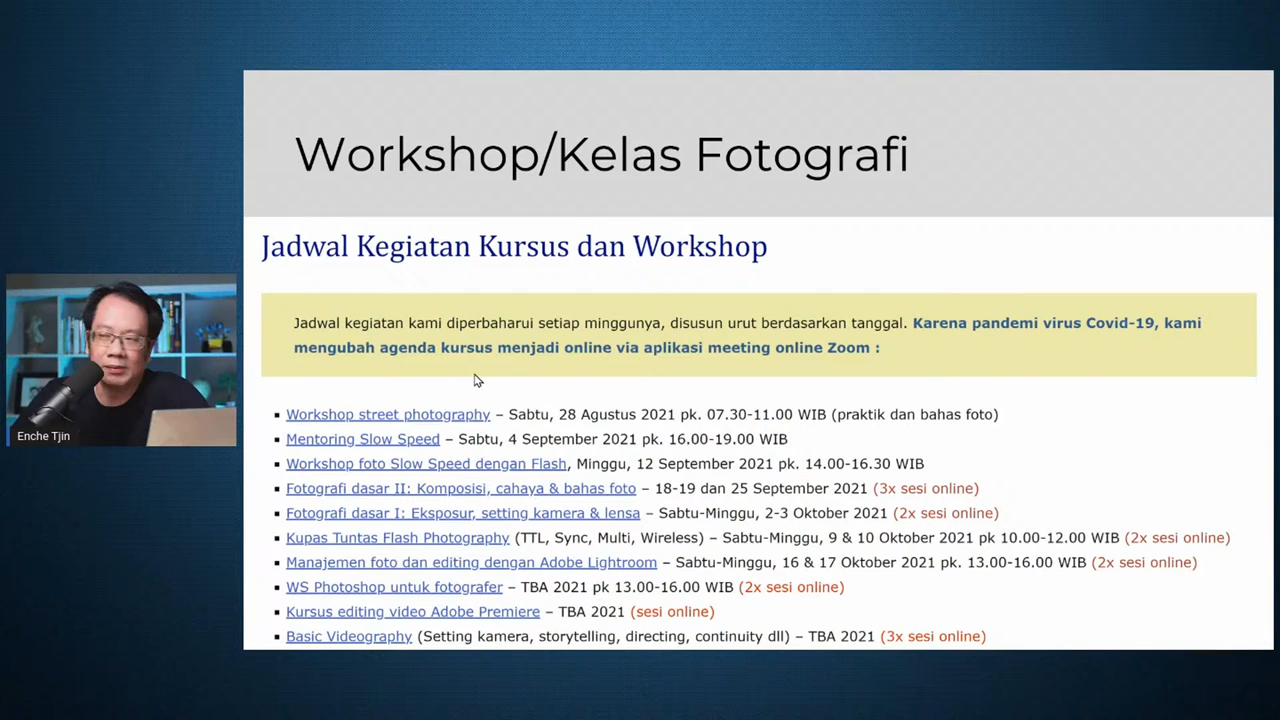 Workshop/Kelas Fotografi
Jadwal Kegiatan Kursus dan Workshop
Jadwal kegiatan kami diperbaharui setiap minggunya, disusun urut berdasarkan tanggal. Karena pandemi virus Covid-19, kami
mengubah agenda kursus menjadi online via aplikasi meeting online Zoom :
Workshop street photography – Sabtu, 28 Agustus 2021 pk. 07.30-11.00 WIB (praktik dan bahas foto)
Mentoring Slow Speed – Sabtu, 4 September 2021 pk. 16.00-19.00 WIB
Workshop foto Slow Speed dengan Flash, Minggu, 12 September 2021 pk. 14.00-16.30 WIB
Fotografi dasar II: Komposisi, cahaya & bahas foto – 18-19 dan 25 September 2021 (3x sesi online)
Fotografi dasar I: Eksposur, setting kamera & lensa – Sabtu-Minggu, 2-3 Oktober 2021 (2x sesi online)
Kupas Tuntas Flash Photography (TTL, Sync, Multi, Wireless) – Sabtu-Minggu, 9 & 10 Oktober 2021 pk 10.00-12.00 WIB (2x sesi online)
Manajemen foto dan editing dengan Adobe Lightroom – Sabtu-Minggu, 16 & 17 Oktober 2021 pk. 13.00-16.00 WIB (2x sesi online)
WS Photoshop untuk fotografer – TBA 2021 pk 13.00-16.00 WIB (2x sesi online)
Kursus editing video Adobe Premiere – TBA 2021 (sesi online)
Basic Videography (Setting kamera, storytelling, directing, continuity dll) – TBA 2021 (3x sesi online)
Enche Tjin